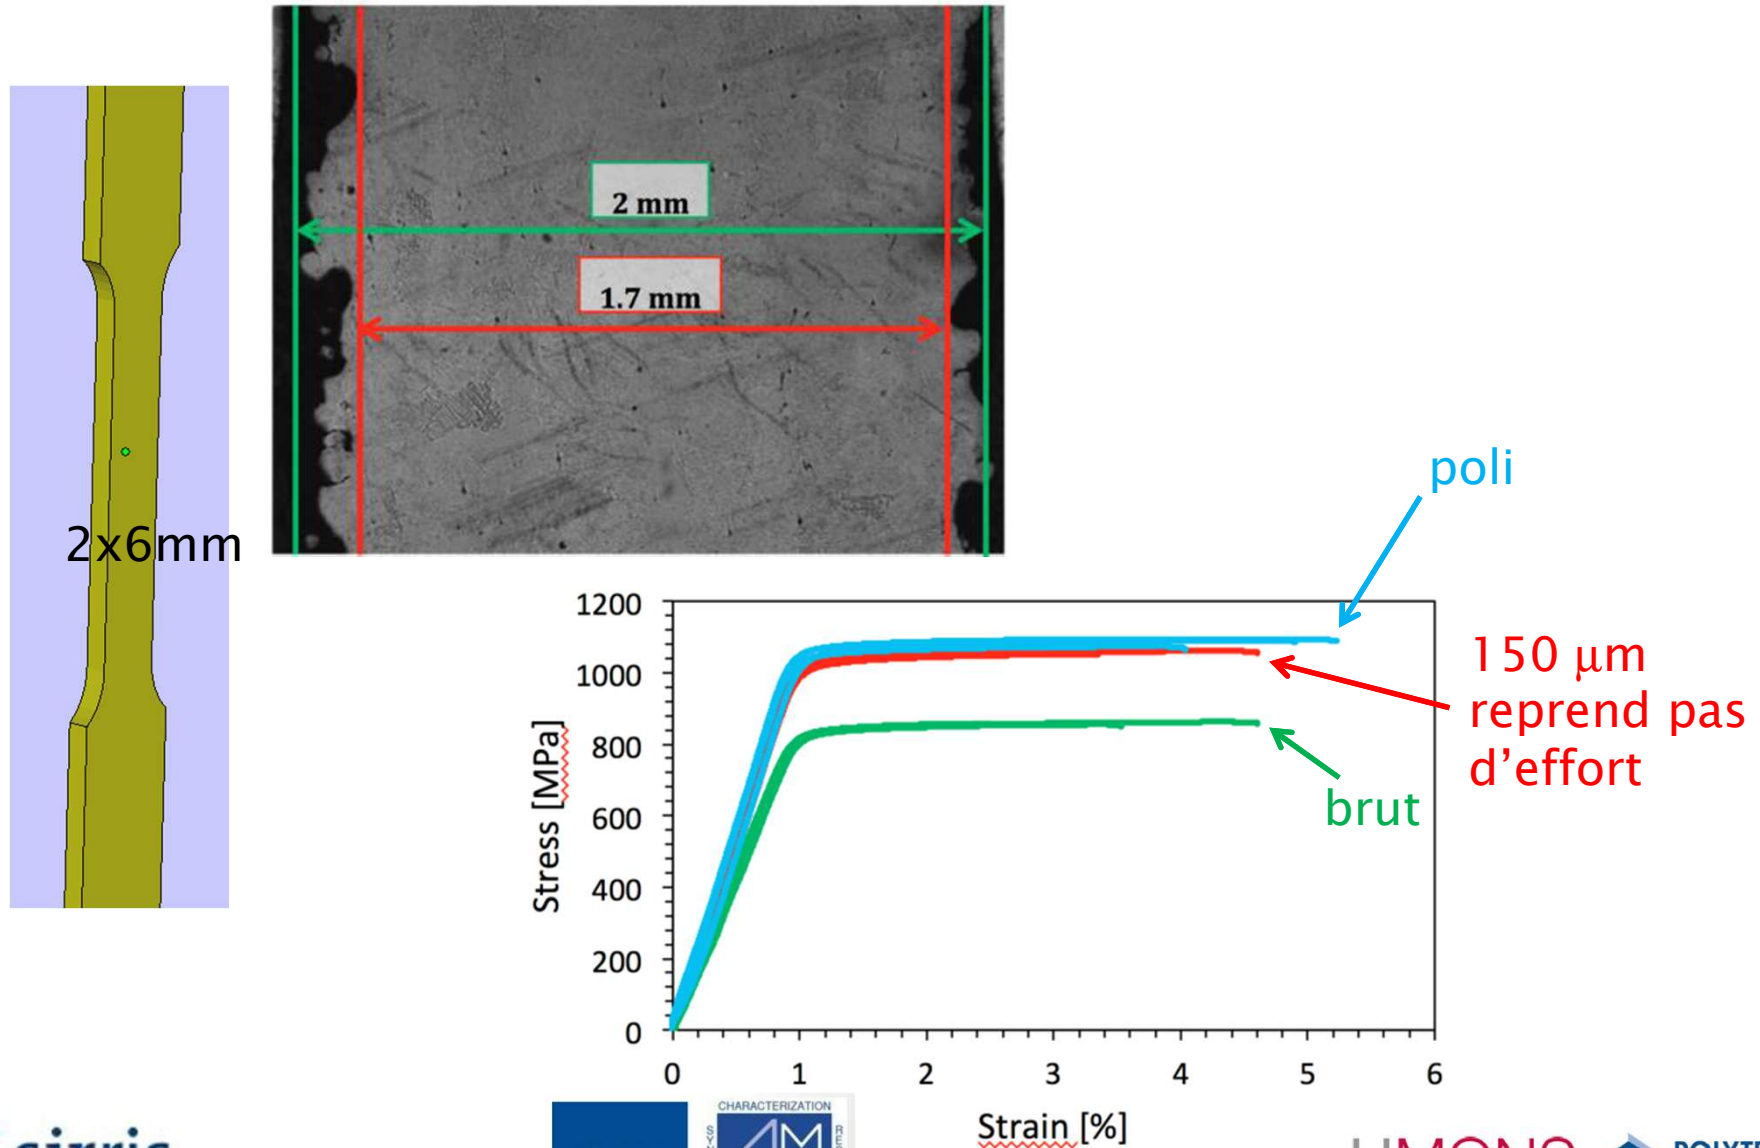 2 mm
1.7 mm
2x6mm
poli
150 μm
reprend pas
d'effort
brut
1200
1000
800
600
400
200
0
Stress [MPa]
0 1 2 3 4 5 6
Strain [%]
CHARACTERIZATION
AM